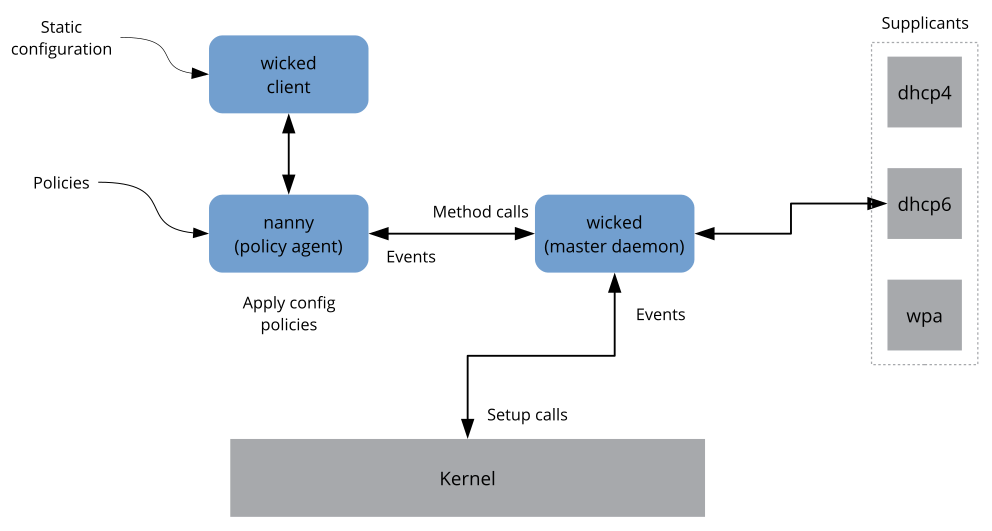 Supplicants
Static
configuration
wicked
client
dhcp4
Policies
nanny
(policy agent)
Method calls
Events
wicked
(master daemon)
dhcp6
Apply config
policies
Events
wpa
Setup calls
Kernel